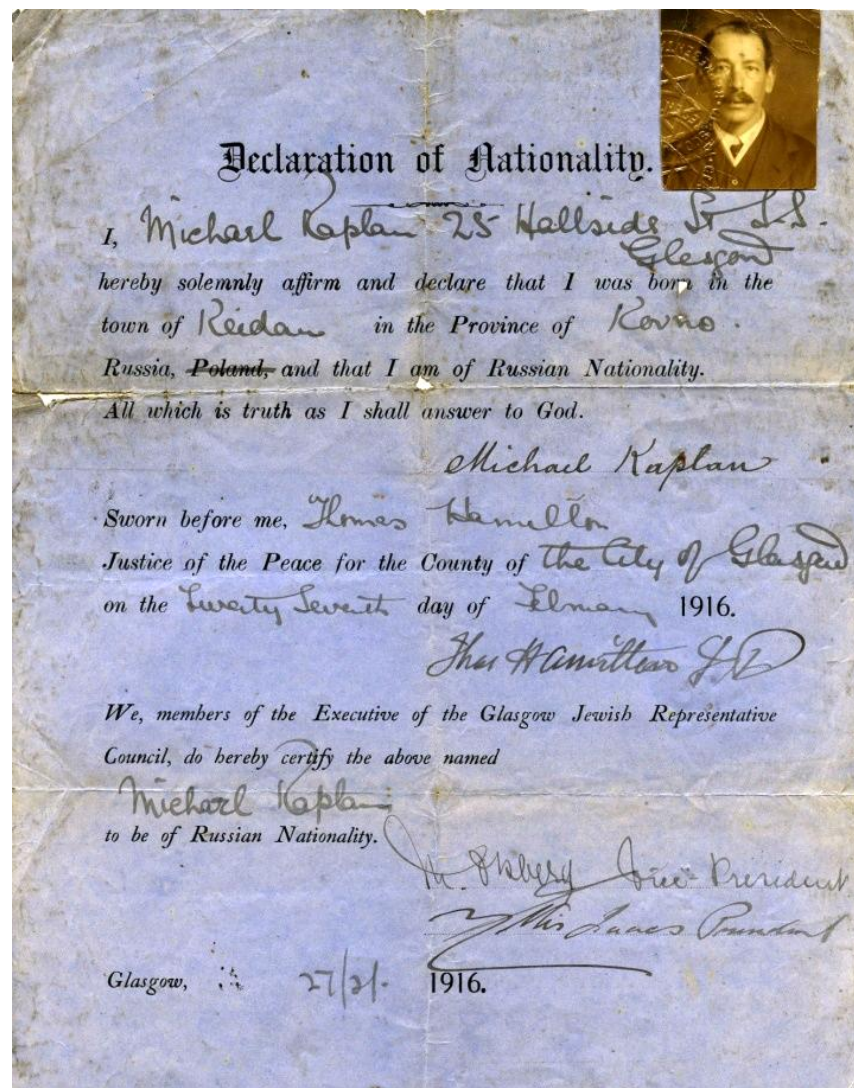 Declaration of Nationality.
I, Michael Kaplan 25 Hallside St S.S.
Glasgow
hereby solemnly affirm and declare that I was born in the
town of Keidan in the Province of Kovno.
Russia, Poland, and that I am of Russian Nationality.
All which is truth as I shall answer to God.
Michael Kaplan
Sworn before me, Thomas Hamilton
Justice of the Peace for the County of the City of Glasgow
on the Twenty Seventh day of February 1916.
Thos Hamilton J.P.
We, members of the Executive of the Glasgow Jewish Representative
Council, do hereby certify the above named
Michael Kaplan
to be of Russian Nationality.
M. Vice-President
Isaacs President
Glasgow, 27/2/. 1916.